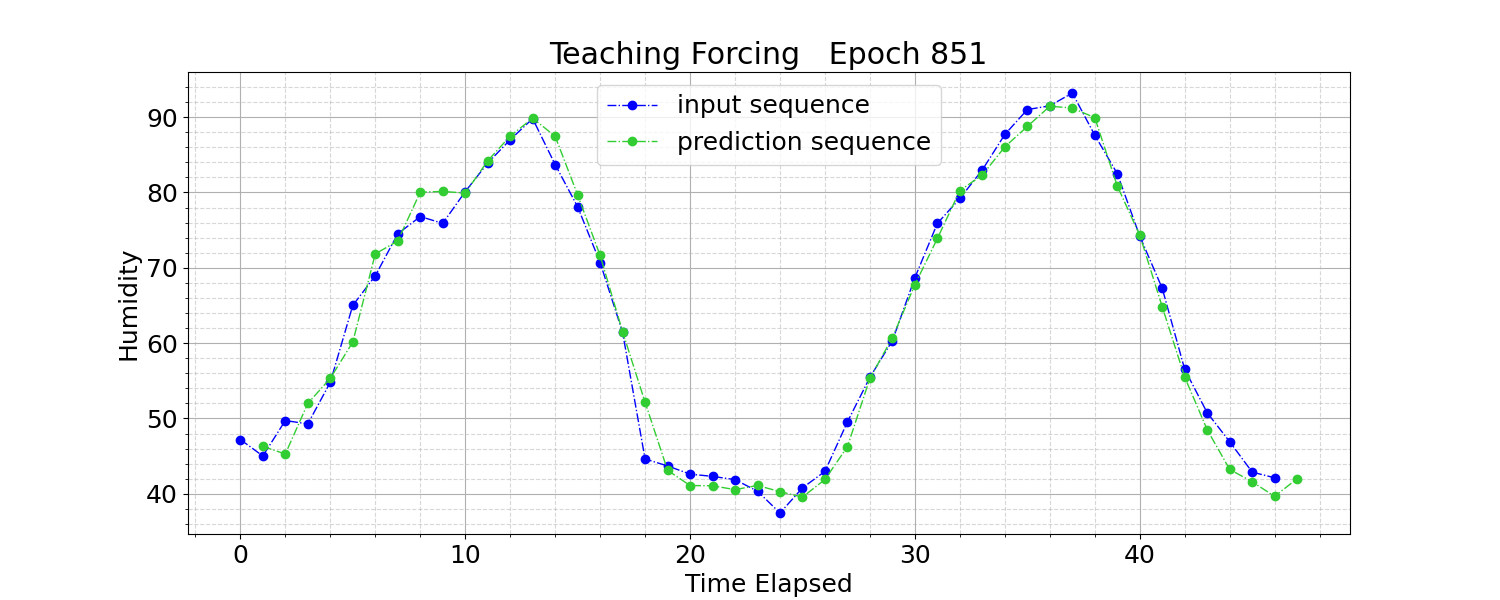 Teaching Forcing   Epoch 851
input sequence
prediction sequence
Humidity
90
80
70
60
50
40
0 10 20 30 40
Time Elapsed